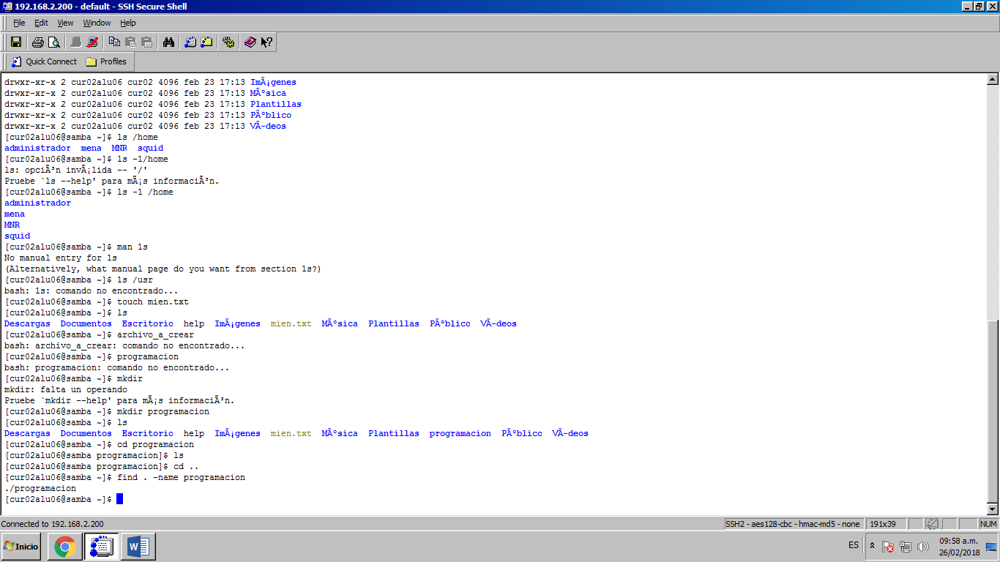 192.168.2.200 - default - SSH Secure Shell
File Edit View Window Help
Quick Connect Profiles
drwxr-xr-x 2 cur02alu06 cur02 4096 feb 23 17:13 ImÃ¡genes
drwxr-xr-x 2 cur02alu06 cur02 4096 feb 23 17:13 MÃºsica
drwxr-xr-x 2 cur02alu06 cur02 4096 feb 23 17:13 Plantillas
drwxr-xr-x 2 cur02alu06 cur02 4096 feb 23 17:13 PÃºblico
drwxr-xr-x 2 cur02alu06 cur02 4096 feb 23 17:13 VÃ-deos
[cur02alu06@samba ~]$ ls /home
administrador mena MNR squid
[cur02alu06@samba ~]$ ls -1/home
ls: opciÃ³n invÃ¡lida -- '/'
Pruebe `ls --help' para mÃ¡s informaciÃ³n.
[cur02alu06@samba ~]$ ls -1 /home
administrador
mena
MNR
squid
[cur02alu06@samba ~]$ man 1s
No manual entry for 1s
(Alternatively, what manual page do you want from section 1s?)
[cur02alu06@samba ~]$ 1s /usr
bash: 1s: comando no encontrado...
[cur02alu06@samba ~]$ touch mien.txt
[cur02alu06@samba ~]$ ls
Descargas Documentos Escritorio help ImÃ¡genes mien.txt MÃºsica Plantillas PÃºblico VÃ-deos
[cur02alu06@samba ~]$ archivo_a_crear
bash: archivo_a_crear: comando no encontrado...
[cur02alu06@samba ~]$ programacion
bash: programacion: comando no encontrado...
[cur02alu06@samba ~]$ mkdir
mkdir: falta un operando
Pruebe `mkdir --help' para mÃ¡s informaciÃ³n.
[cur02alu06@samba ~]$ mkdir programacion
[cur02alu06@samba ~]$ ls
Descargas Documentos Escritorio help ImÃ¡genes mien.txt MÃºsica Plantillas programacion PÃºblico VÃ-deos
[cur02alu06@samba ~]$ cd programacion
[cur02alu06@samba programacion]$ ls
[cur02alu06@samba programacion]$ cd ..
[cur02alu06@samba ~]$ find . -name programacion
./programacion
[cur02alu06@samba ~]$
Connected to 192.168.2.200 SSH2 - aes128-cbc - hmac-md5 - none 191x39 NUM
Inicio ES 09:58 a.m.
26/02/2018